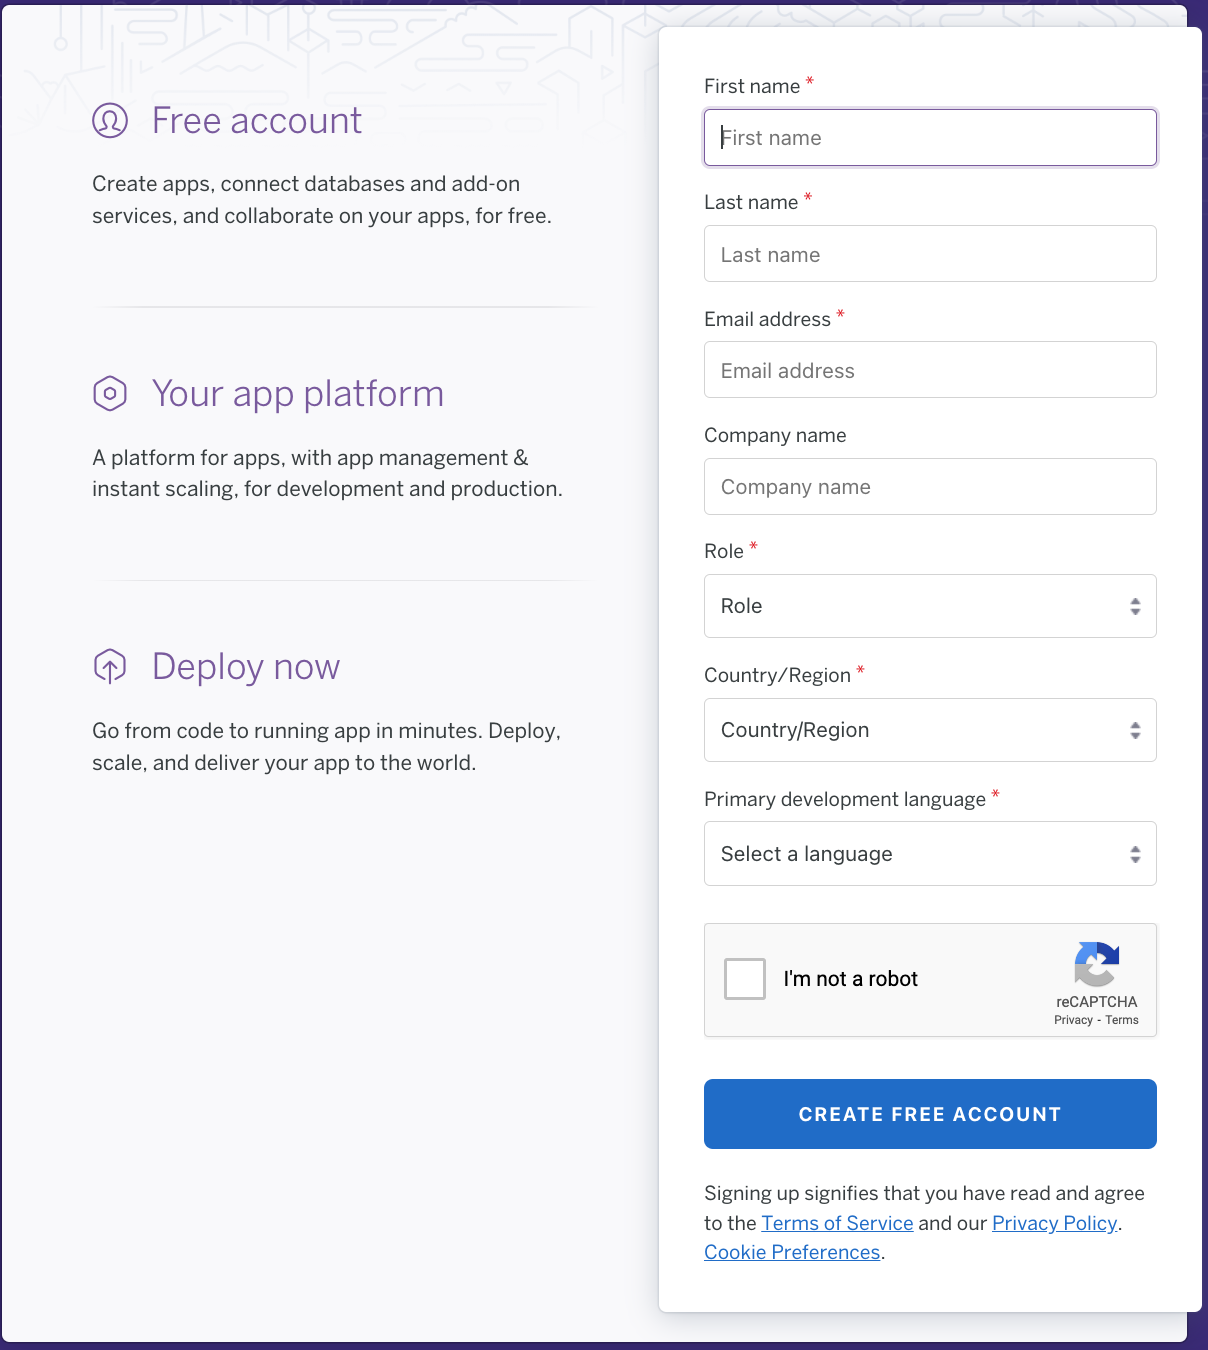 Free account
Create apps, connect databases and add-on
services, and collaborate on your apps, for free.
Your app platform
A platform for apps, with app management &
instant scaling, for development and production.
Deploy now
Go from code to running app in minutes. Deploy,
scale, and deliver your app to the world.
First name *
First name
Last name *
Last name
Email address *
Email address
Company name
Company name
Role *
Role
Country/Region *
Country/Region
Primary development language *
Select a language
I'm not a robot
reCAPTCHA
Privacy - Terms
CREATE FREE ACCOUNT
Signing up signifies that you have read and agree
to the Terms of Service and our Privacy Policy.
Cookie Preferences.